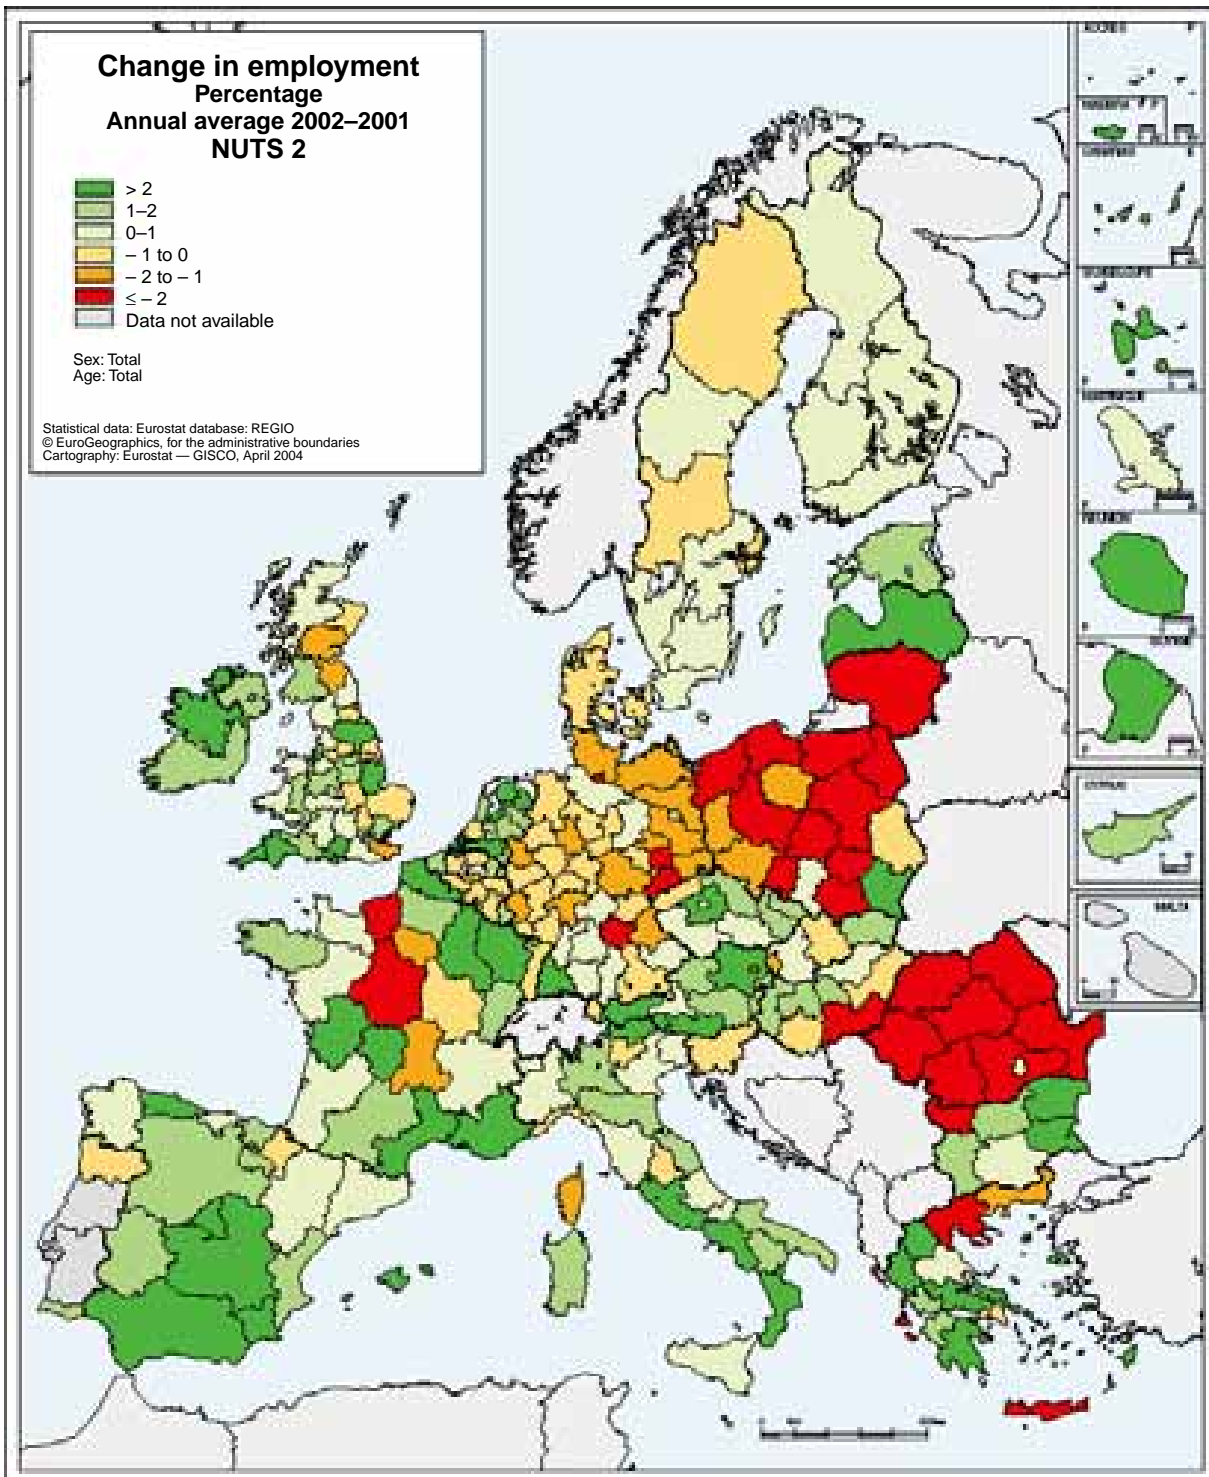 Change in employment
Percentage
Annual average 2002–2001
NUTS 2
> 2
1–2
0–1
– 1 to 0
– 2 to – 1
≤ – 2
Data not available
Sex: Total
Age: Total
Statistical data: Eurostat database: REGIO
© EuroGeographics, for the administrative boundaries
Cartography: Eurostat — GISCO, April 2004
MALTA